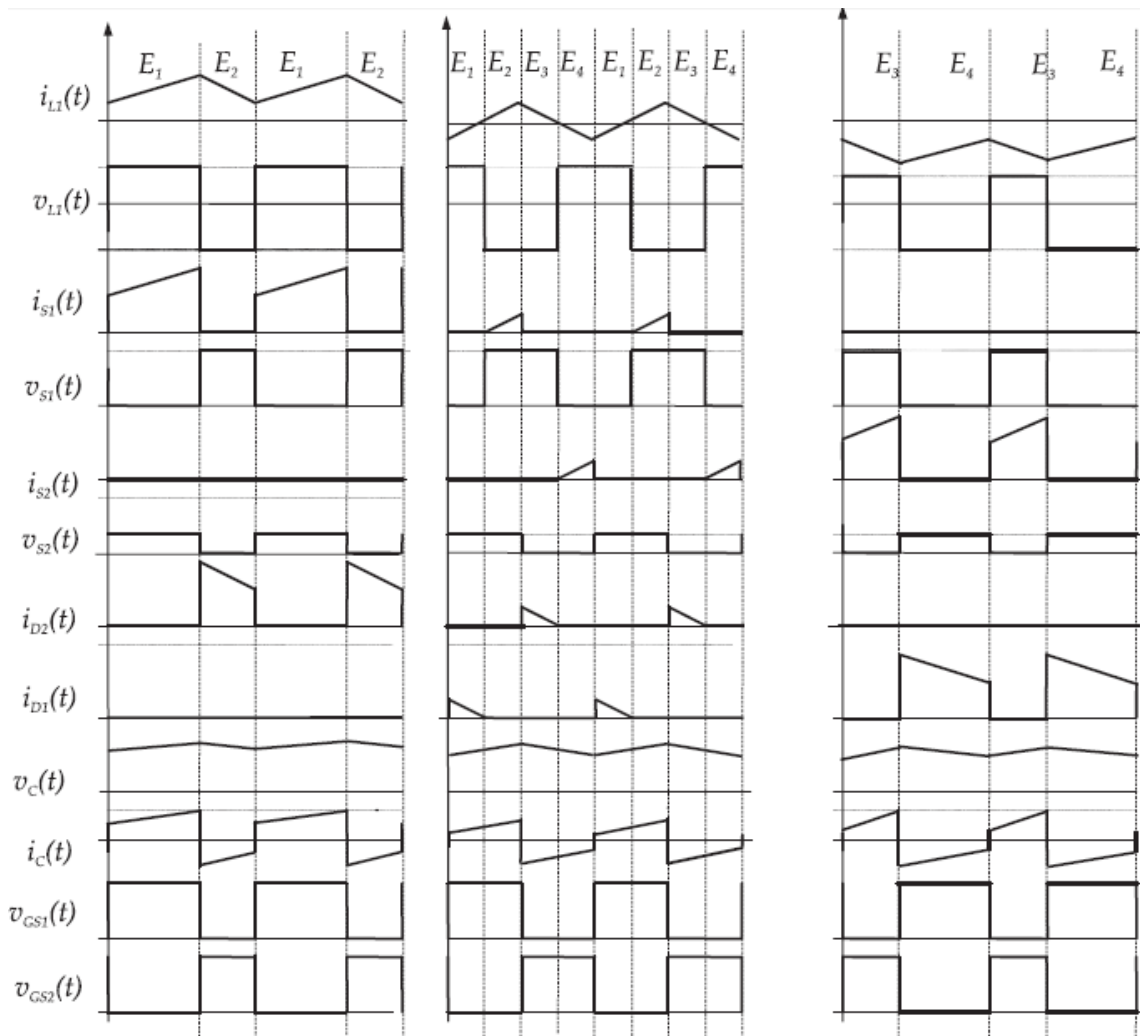 E1 E2 E1 E2
E1 E2 E3 E4 E1 E2 E3 E4
E3 E4 E3 E4
iL1(t)
vL1(t)
iS1(t)
vS1(t)
iS2(t)
vS2(t)
iD2(t)
iD1(t)
vC(t)
iC(t)
vGS1(t)
vGS2(t)